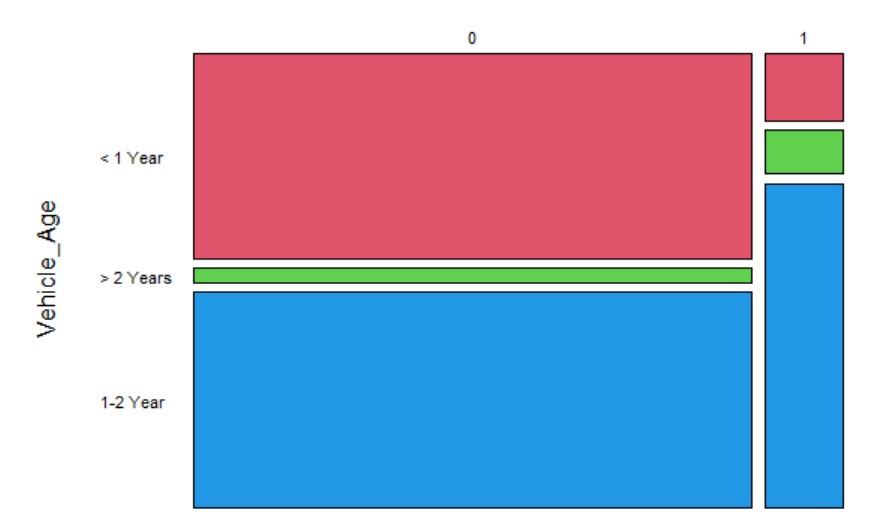 0 1
< 1 Year
Vehicle_Age
> 2 Years
1-2 Year